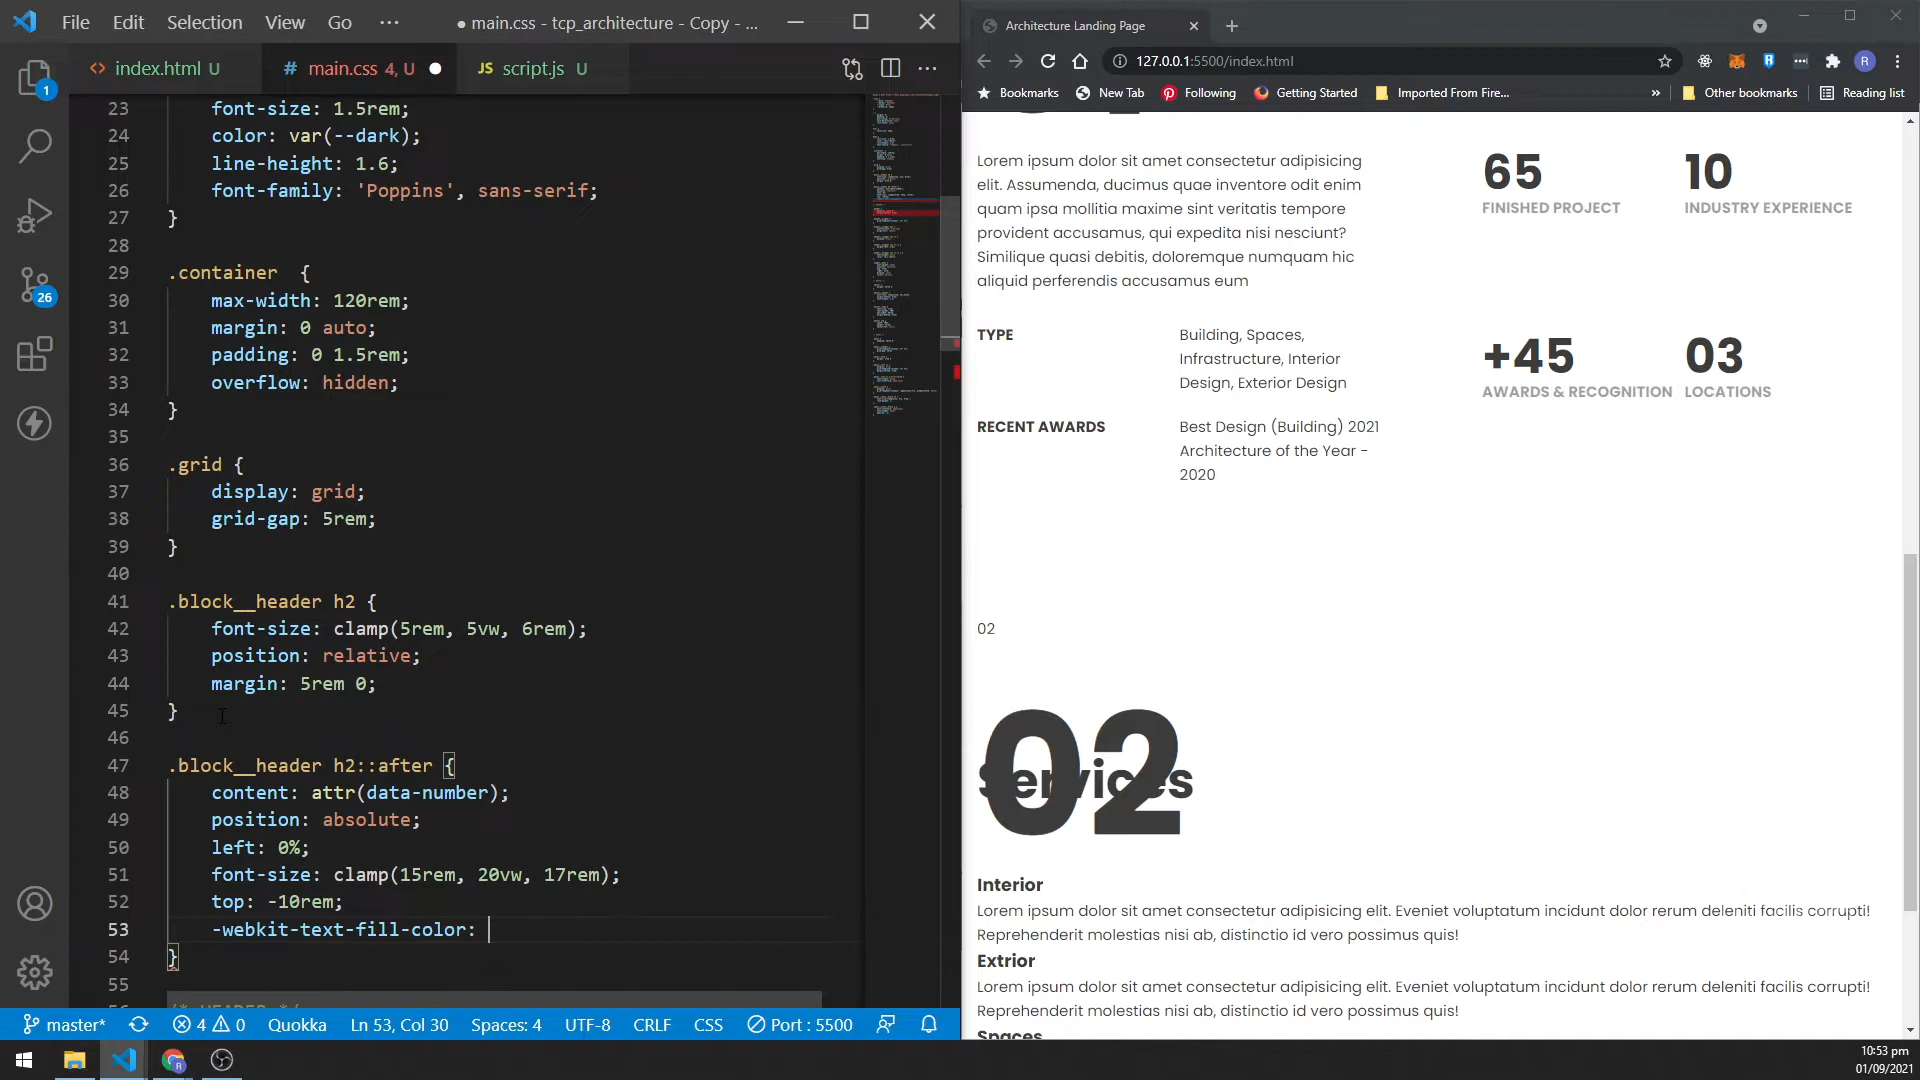 File Edit Selection View Go ··· ● main.css - tcp_architecture - Copy - ...
<> index.html U # main.css 4, U ● JS script.js U ···
23 font-size: 1.5rem;
24 color: var(--dark);
25 line-height: 1.6;
26 font-family: 'Poppins', sans-serif;
27 }
28
29 .container  {
30 max-width: 120rem;
31 margin: 0 auto;
32 padding: 0 1.5rem;
33 overflow: hidden;
34 }
35
36 .grid {
37 display: grid;
38 grid-gap: 5rem;
39 }
40
41 .block__header h2 {
42 font-size: clamp(5rem, 5vw, 6rem);
43 position: relative;
44 margin: 5rem 0;
45 }
46
47 .block__header h2::after {
48 content: attr(data-number);
49 position: absolute;
50 left: 0%;
51 font-size: clamp(15rem, 20vw, 17rem);
52 top: -10rem;
53 -webkit-text-fill-color:
54 }
55
1
26
master* 4 0 Quokka Ln 53, Col 30 Spaces: 4 UTF-8 CRLF CSS Port : 5500
Architecture Landing Page
127.0.0.1:5500/index.html
R
Bookmarks New Tab Following Getting Started Imported From Fire... » Other bookmarks Reading list
Lorem ipsum dolor sit amet consectetur adipisicing
elit. Assumenda, ducimus quae inventore odit enim
quam ipsa mollitia maxime sint veritatis tempore
provident accusamus, qui expedita nisi nesciunt?
Similique quasi debitis, doloremque numquam hic
aliquid perferendis accusamus eum
65 10
FINISHED PROJECT INDUSTRY EXPERIENCE
TYPE Building, Spaces,
Infrastructure, Interior
Design, Exterior Design
+45 03
AWARDS & RECOGNITION LOCATIONS
RECENT AWARDS Best Design (Building) 2021
Architecture of the Year -
2020
02
02
Services
Interior
Lorem ipsum dolor sit amet consectetur adipisicing elit. Eveniet voluptatum incidunt dolor rerum deleniti facilis corrupti!
Reprehenderit molestias nisi ab, distinctio id vero possimus quis!
Extrior
Lorem ipsum dolor sit amet consectetur adipisicing elit. Eveniet voluptatum incidunt dolor rerum deleniti facilis corrupti!
Reprehenderit molestias nisi ab, distinctio id vero possimus quis!
Spaces
10:53 pm
01/09/2021